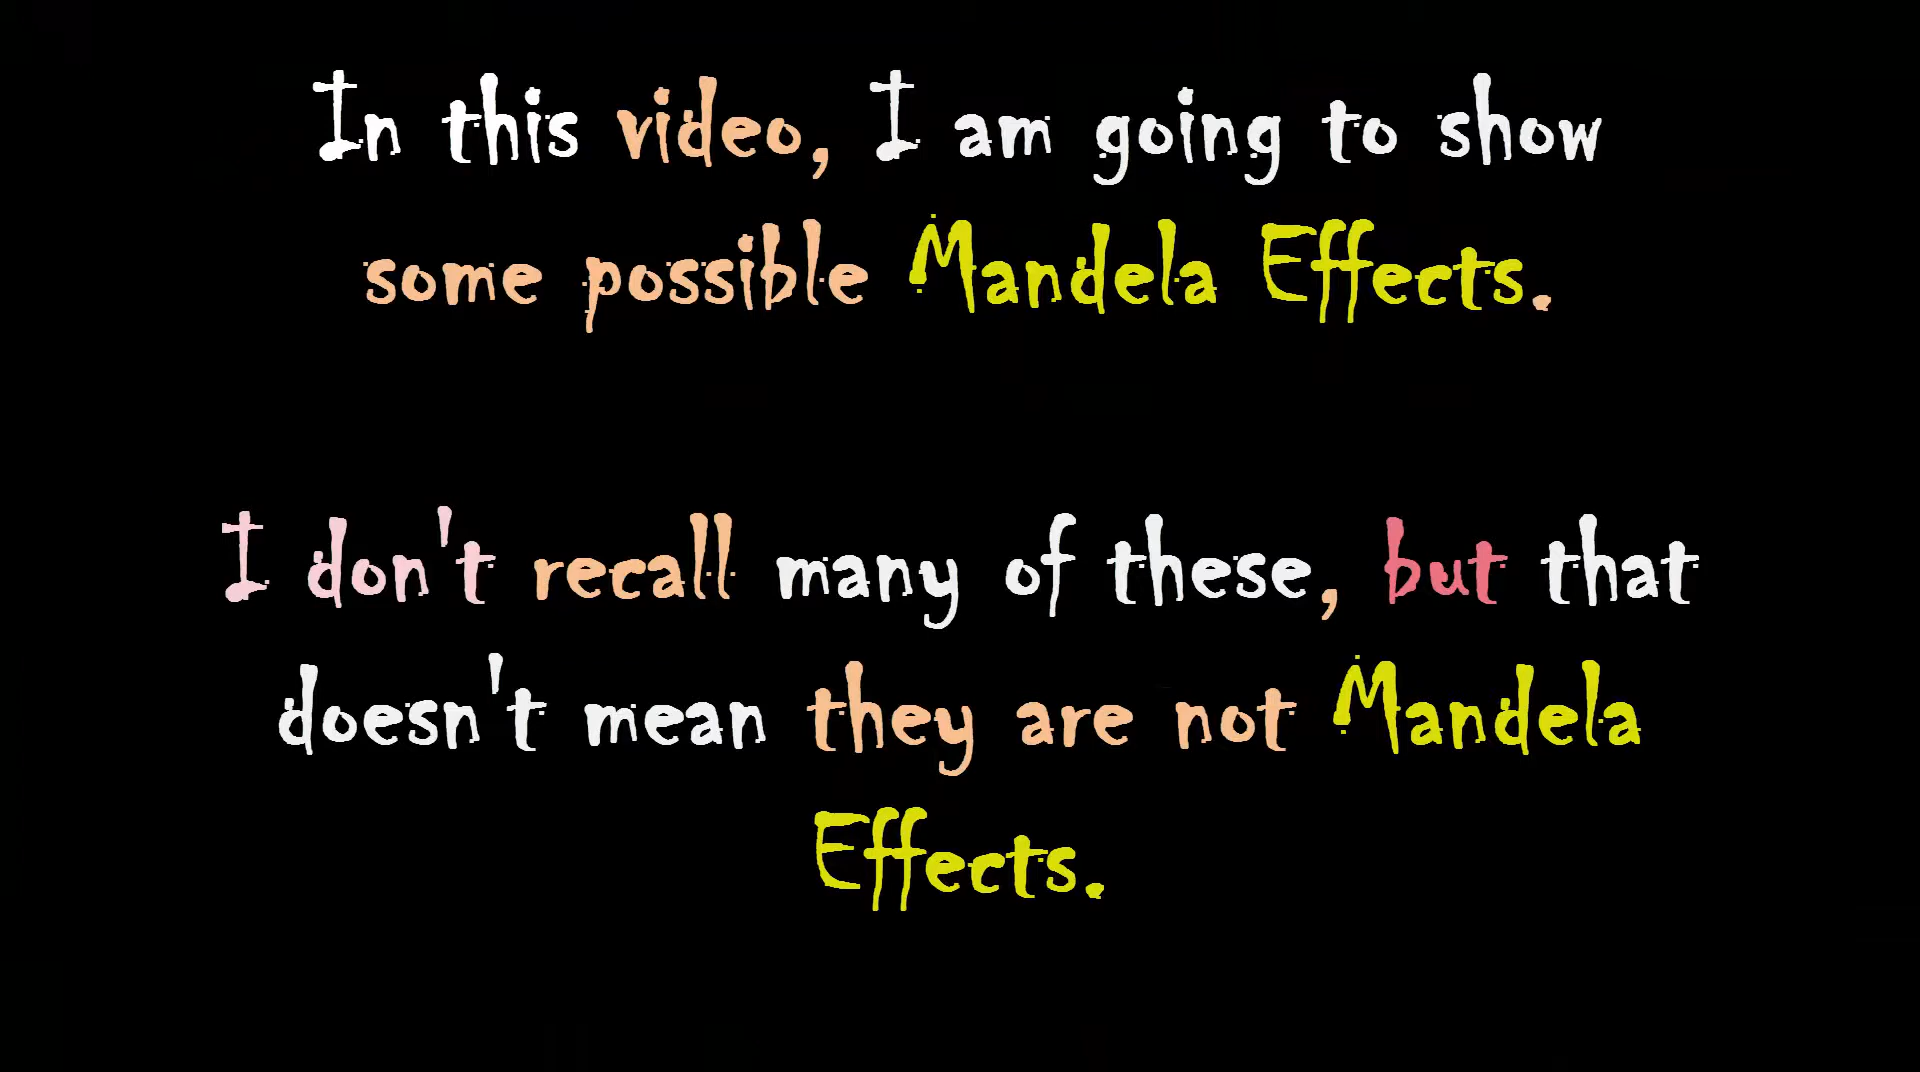 In this video, I am going to show
some possible Mandela Effects.
I don't recall many of these, but that
doesn't mean they are not Mandela
Effects.